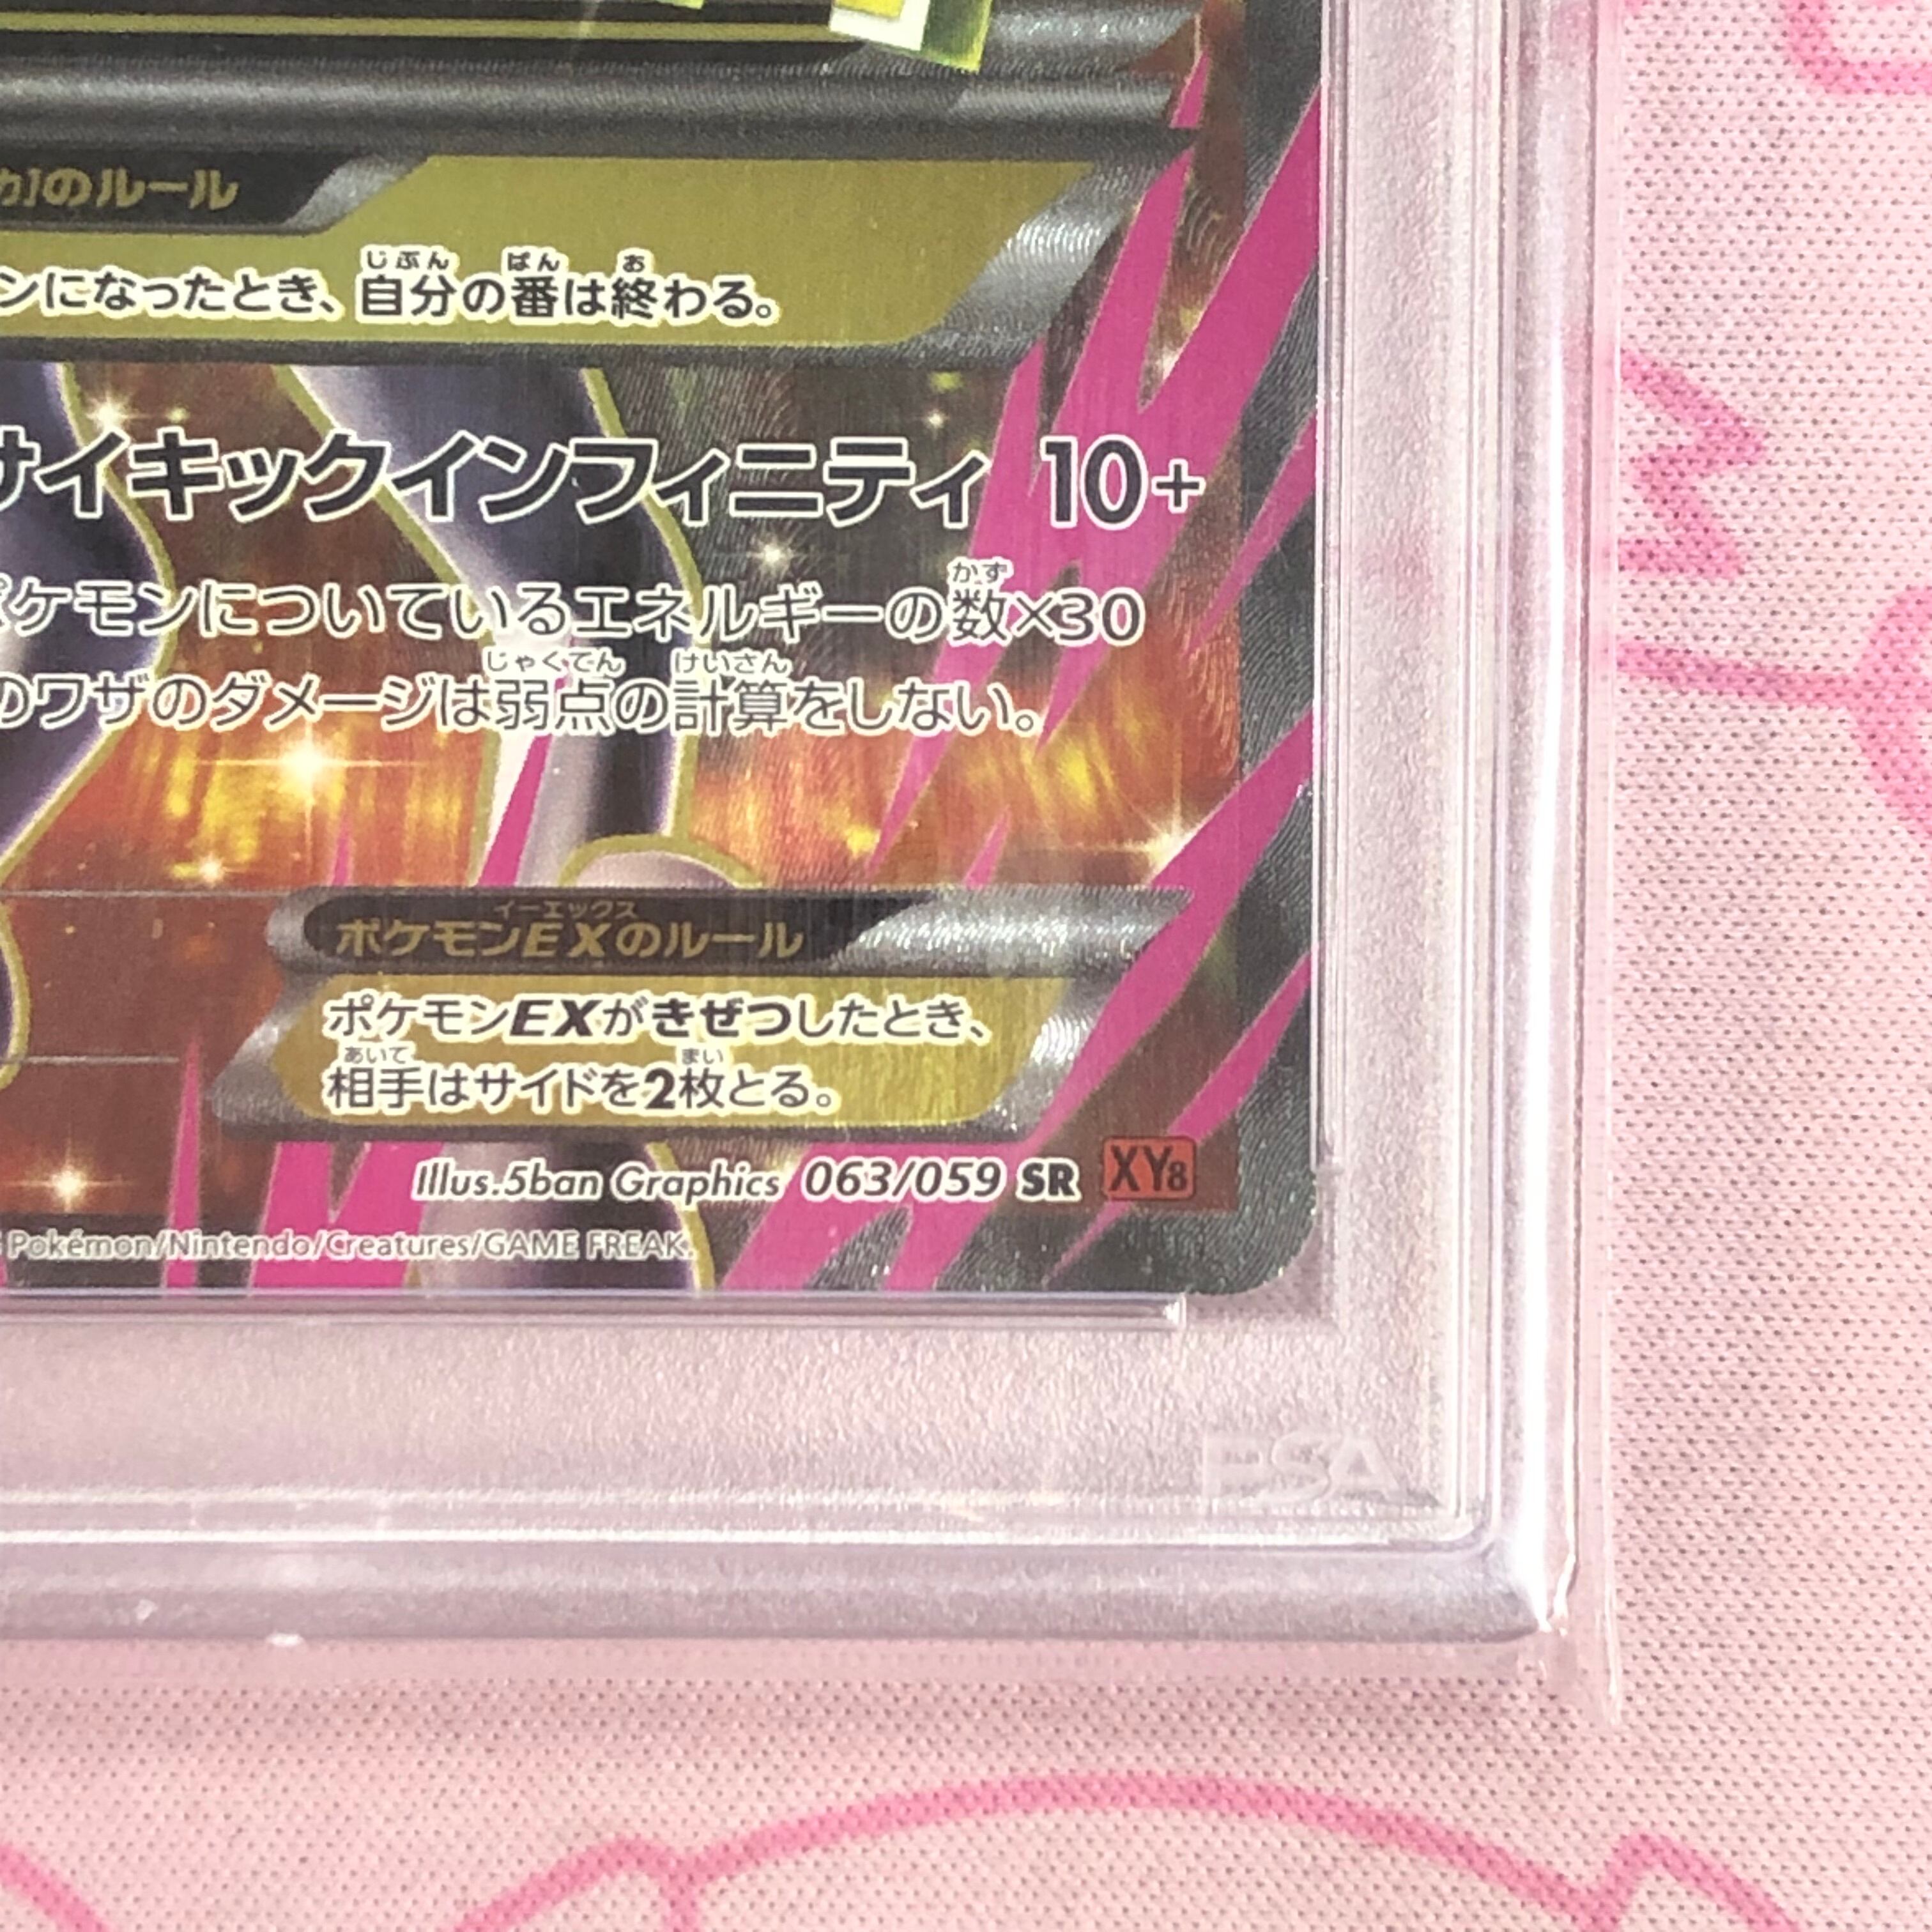 ]のルール
ンになったとき、自分の番は終わる。
サイキックインフィニティ 10+
ポケモンについているエネルギーの数×30
のワザのダメージは弱点の計算をしない。
ポケモンEXのルール
ポケモンEXがきぜつしたとき、
相手はサイドを2枚とる。
Illus.5ban Graphics 063/059 SR XY8
Pokémon/Nintendo/Creatures/GAME FREAK.
PSA